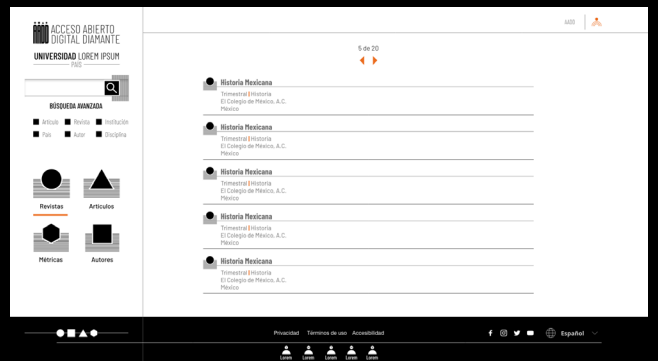 ACCESO ABIERTO
DIGITAL DIAMANTE
UNIVERSIDAD LOREM IPSUM
PAÍS
BÚSQUEDA AVANZADA
Artículo Revista Institución
País Autor Disciplina
Revistas Artículos
Métricas Autores
5 de 20
Historia Mexicana
Trimestral | Historia
El Colegio de México, A.C.
México
Historia Mexicana
Trimestral | Historia
El Colegio de México, A.C.
México
Historia Mexicana
Trimestral | Historia
El Colegio de México, A.C.
México
Historia Mexicana
Trimestral | Historia
El Colegio de México, A.C.
México
Historia Mexicana
Trimestral | Historia
El Colegio de México, A.C.
México
Privacidad Términos de uso Accesibilidad
Español
Lorem Lorem Lorem Lorem Lorem